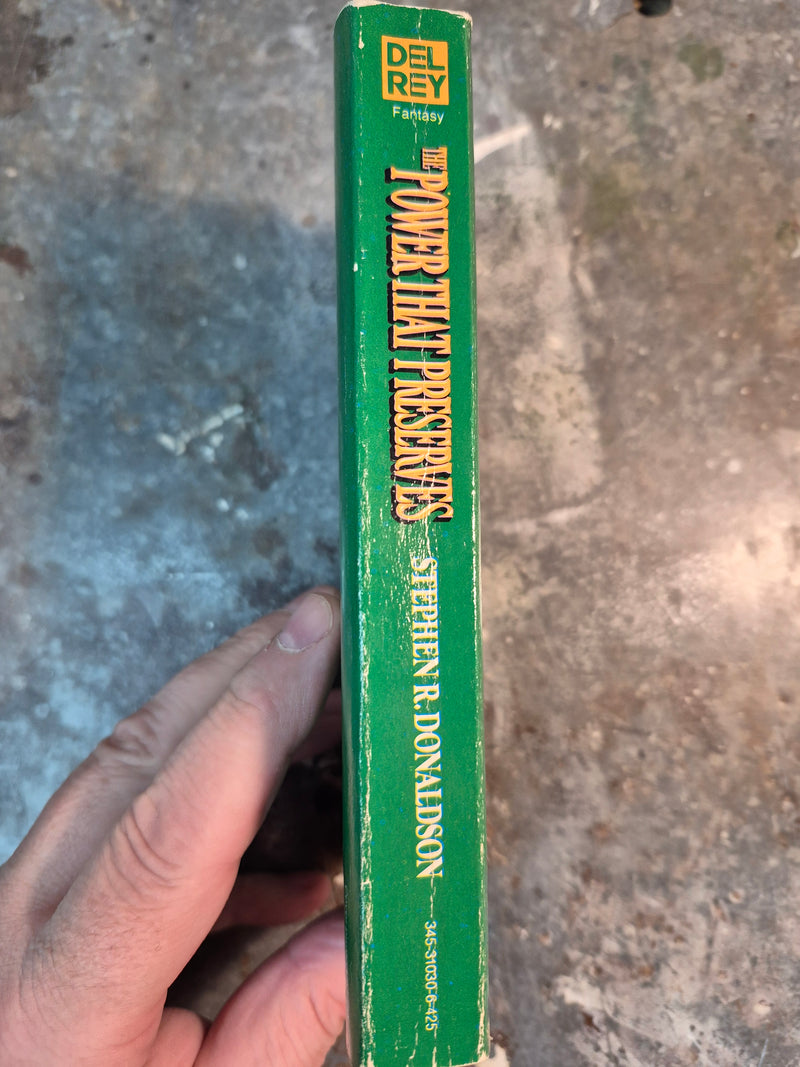 DEL
REY
Fantasy
THE POWER THAT PRESERVES
STEPHEN R. DONALDSON
345-31030-6-425